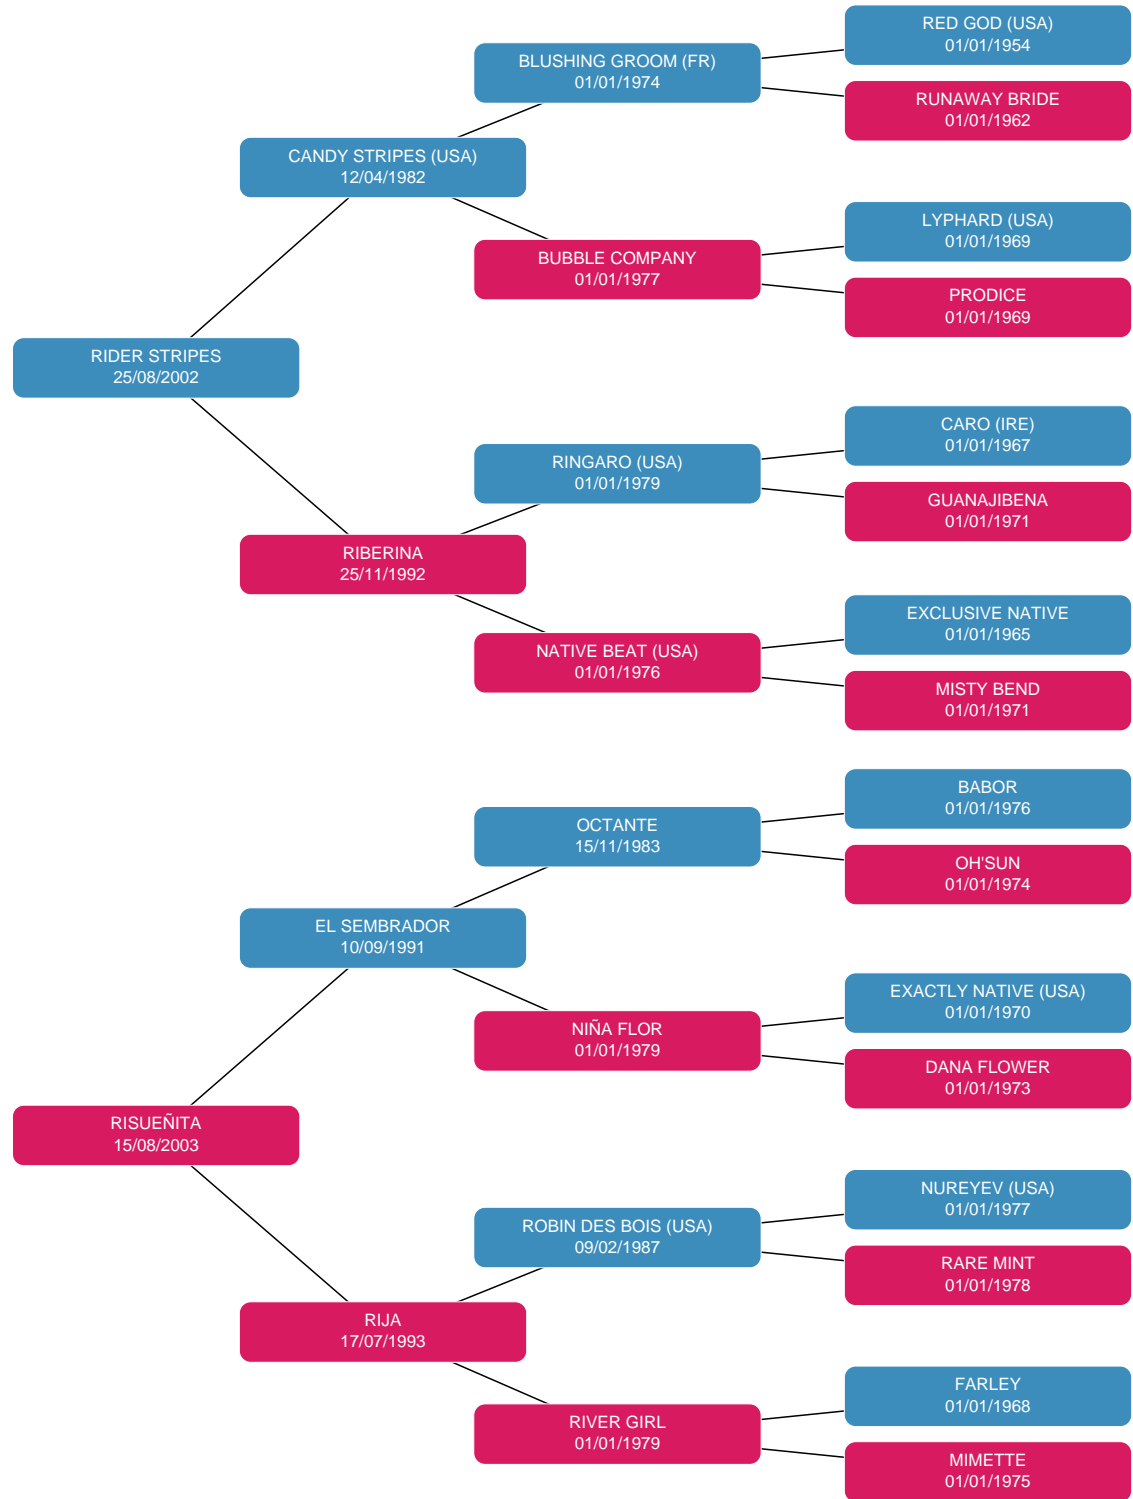 RED GOD (USA)
01/01/1954
BLUSHING GROOM (FR)
01/01/1974
RUNAWAY BRIDE
01/01/1962
CANDY STRIPES (USA)
12/04/1982
LYPHARD (USA)
01/01/1969
BUBBLE COMPANY
01/01/1977
PRODICE
01/01/1969
RIDER STRIPES
25/08/2002
CARO (IRE)
01/01/1967
RINGARO (USA)
01/01/1979
GUANAJIBENA
01/01/1971
RIBERINA
25/11/1992
EXCLUSIVE NATIVE
01/01/1965
NATIVE BEAT (USA)
01/01/1976
MISTY BEND
01/01/1971
BABOR
01/01/1976
OCTANTE
15/11/1983
OH'SUN
01/01/1974
EL SEMBRADOR
10/09/1991
EXACTLY NATIVE (USA)
01/01/1970
NIÑA FLOR
01/01/1979
DANA FLOWER
01/01/1973
RISUEÑITA
15/08/2003
NUREYEV (USA)
01/01/1977
ROBIN DES BOIS (USA)
09/02/1987
RARE MINT
01/01/1978
RIJA
17/07/1993
FARLEY
01/01/1968
RIVER GIRL
01/01/1979
MIMETTE
01/01/1975